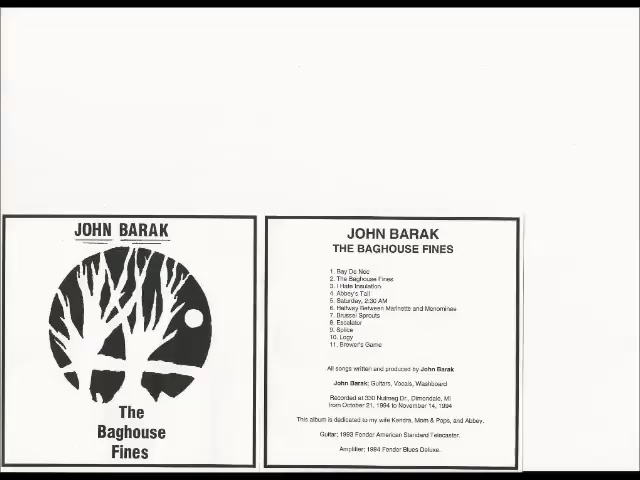 JOHN BARAK
The
Baghouse
Fines
JOHN BARAK
THE BAGHOUSE FINES
1. Bay De Noc
2. The Baghouse Fines
3. I Hate Insulation
4. Abbey's Tail
5. Saturday, 2:30 AM
6. Halfway Between Marinette and Menominee
7. Brussel Sprouts
8. Escalator
9. Splice
10. Logy
11. Brewer's Game
All songs written and produced by John Barak
John Barak; Guitars, Vocals, Washboard
Recorded at 330 Nutmeg Dr., Dimondale, MI
from October 21, 1994 to November 14, 1994
This album is dedicated to my wife Kendra, Mom & Pops, and Abbey.
Guitar; 1993 Fender American Standard Telecaster.
Amplifier; 1994 Fender Blues Deluxe.